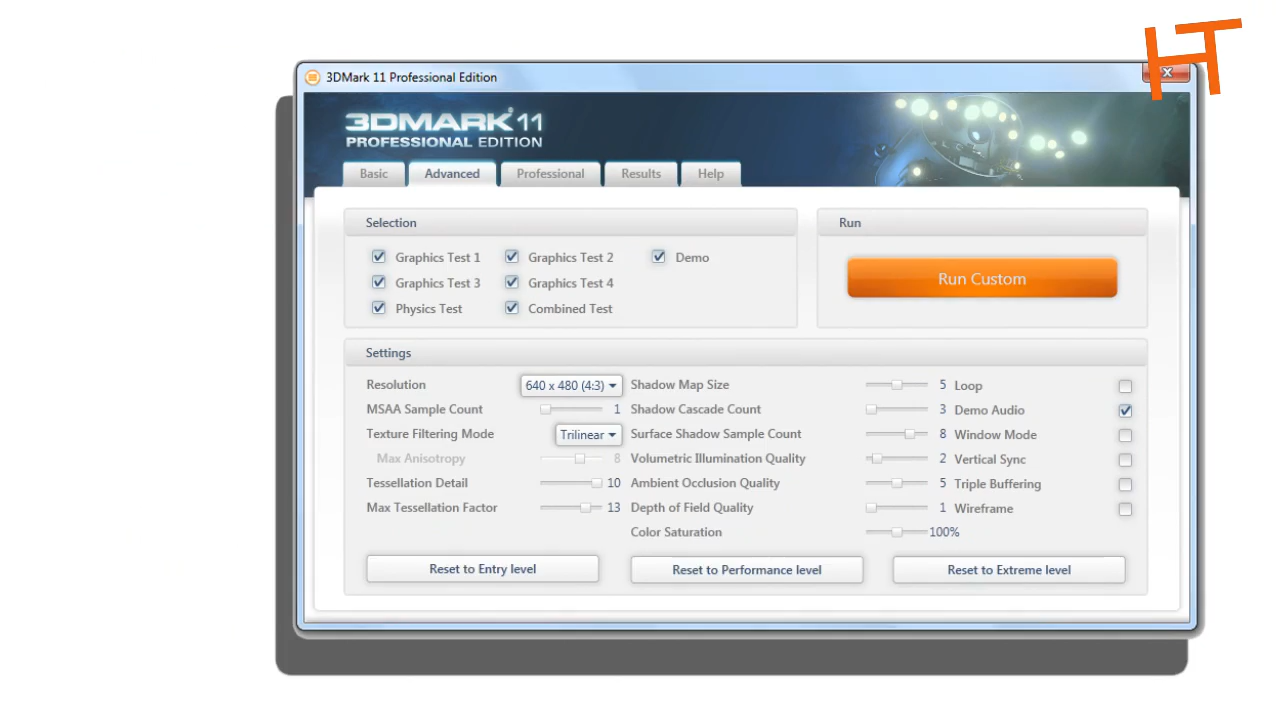 HT
3DMark 11 Professional Edition
3DMARK® 11
PROFESSIONAL EDITION
Basic Advanced Professional Results Help
Selection
Graphics Test 1 Graphics Test 2 Demo
Graphics Test 3 Graphics Test 4
Physics Test Combined Test
Run
Run Custom
Settings
Resolution 640 x 480 (4:3) Shadow Map Size 5 Loop
MSAA Sample Count 1 Shadow Cascade Count 3 Demo Audio
Texture Filtering Mode Trilinear Surface Shadow Sample Count 8 Window Mode
Max Anisotropy 8 Volumetric Illumination Quality 2 Vertical Sync
Tessellation Detail 10 Ambient Occlusion Quality 5 Triple Buffering
Max Tessellation Factor 13 Depth of Field Quality 1 Wireframe
Color Saturation 100%
Reset to Entry level Reset to Performance level Reset to Extreme level